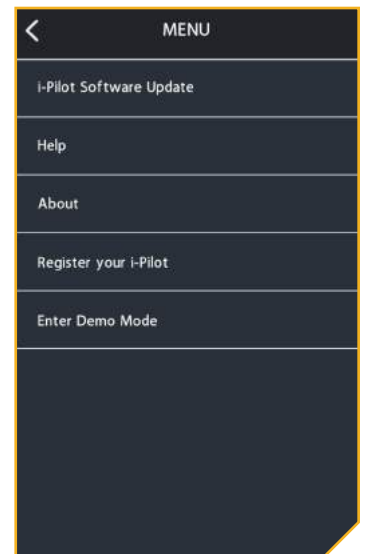 MENU
i-Pilot Software Update
Help
About
Register your i-Pilot
Enter Demo Mode